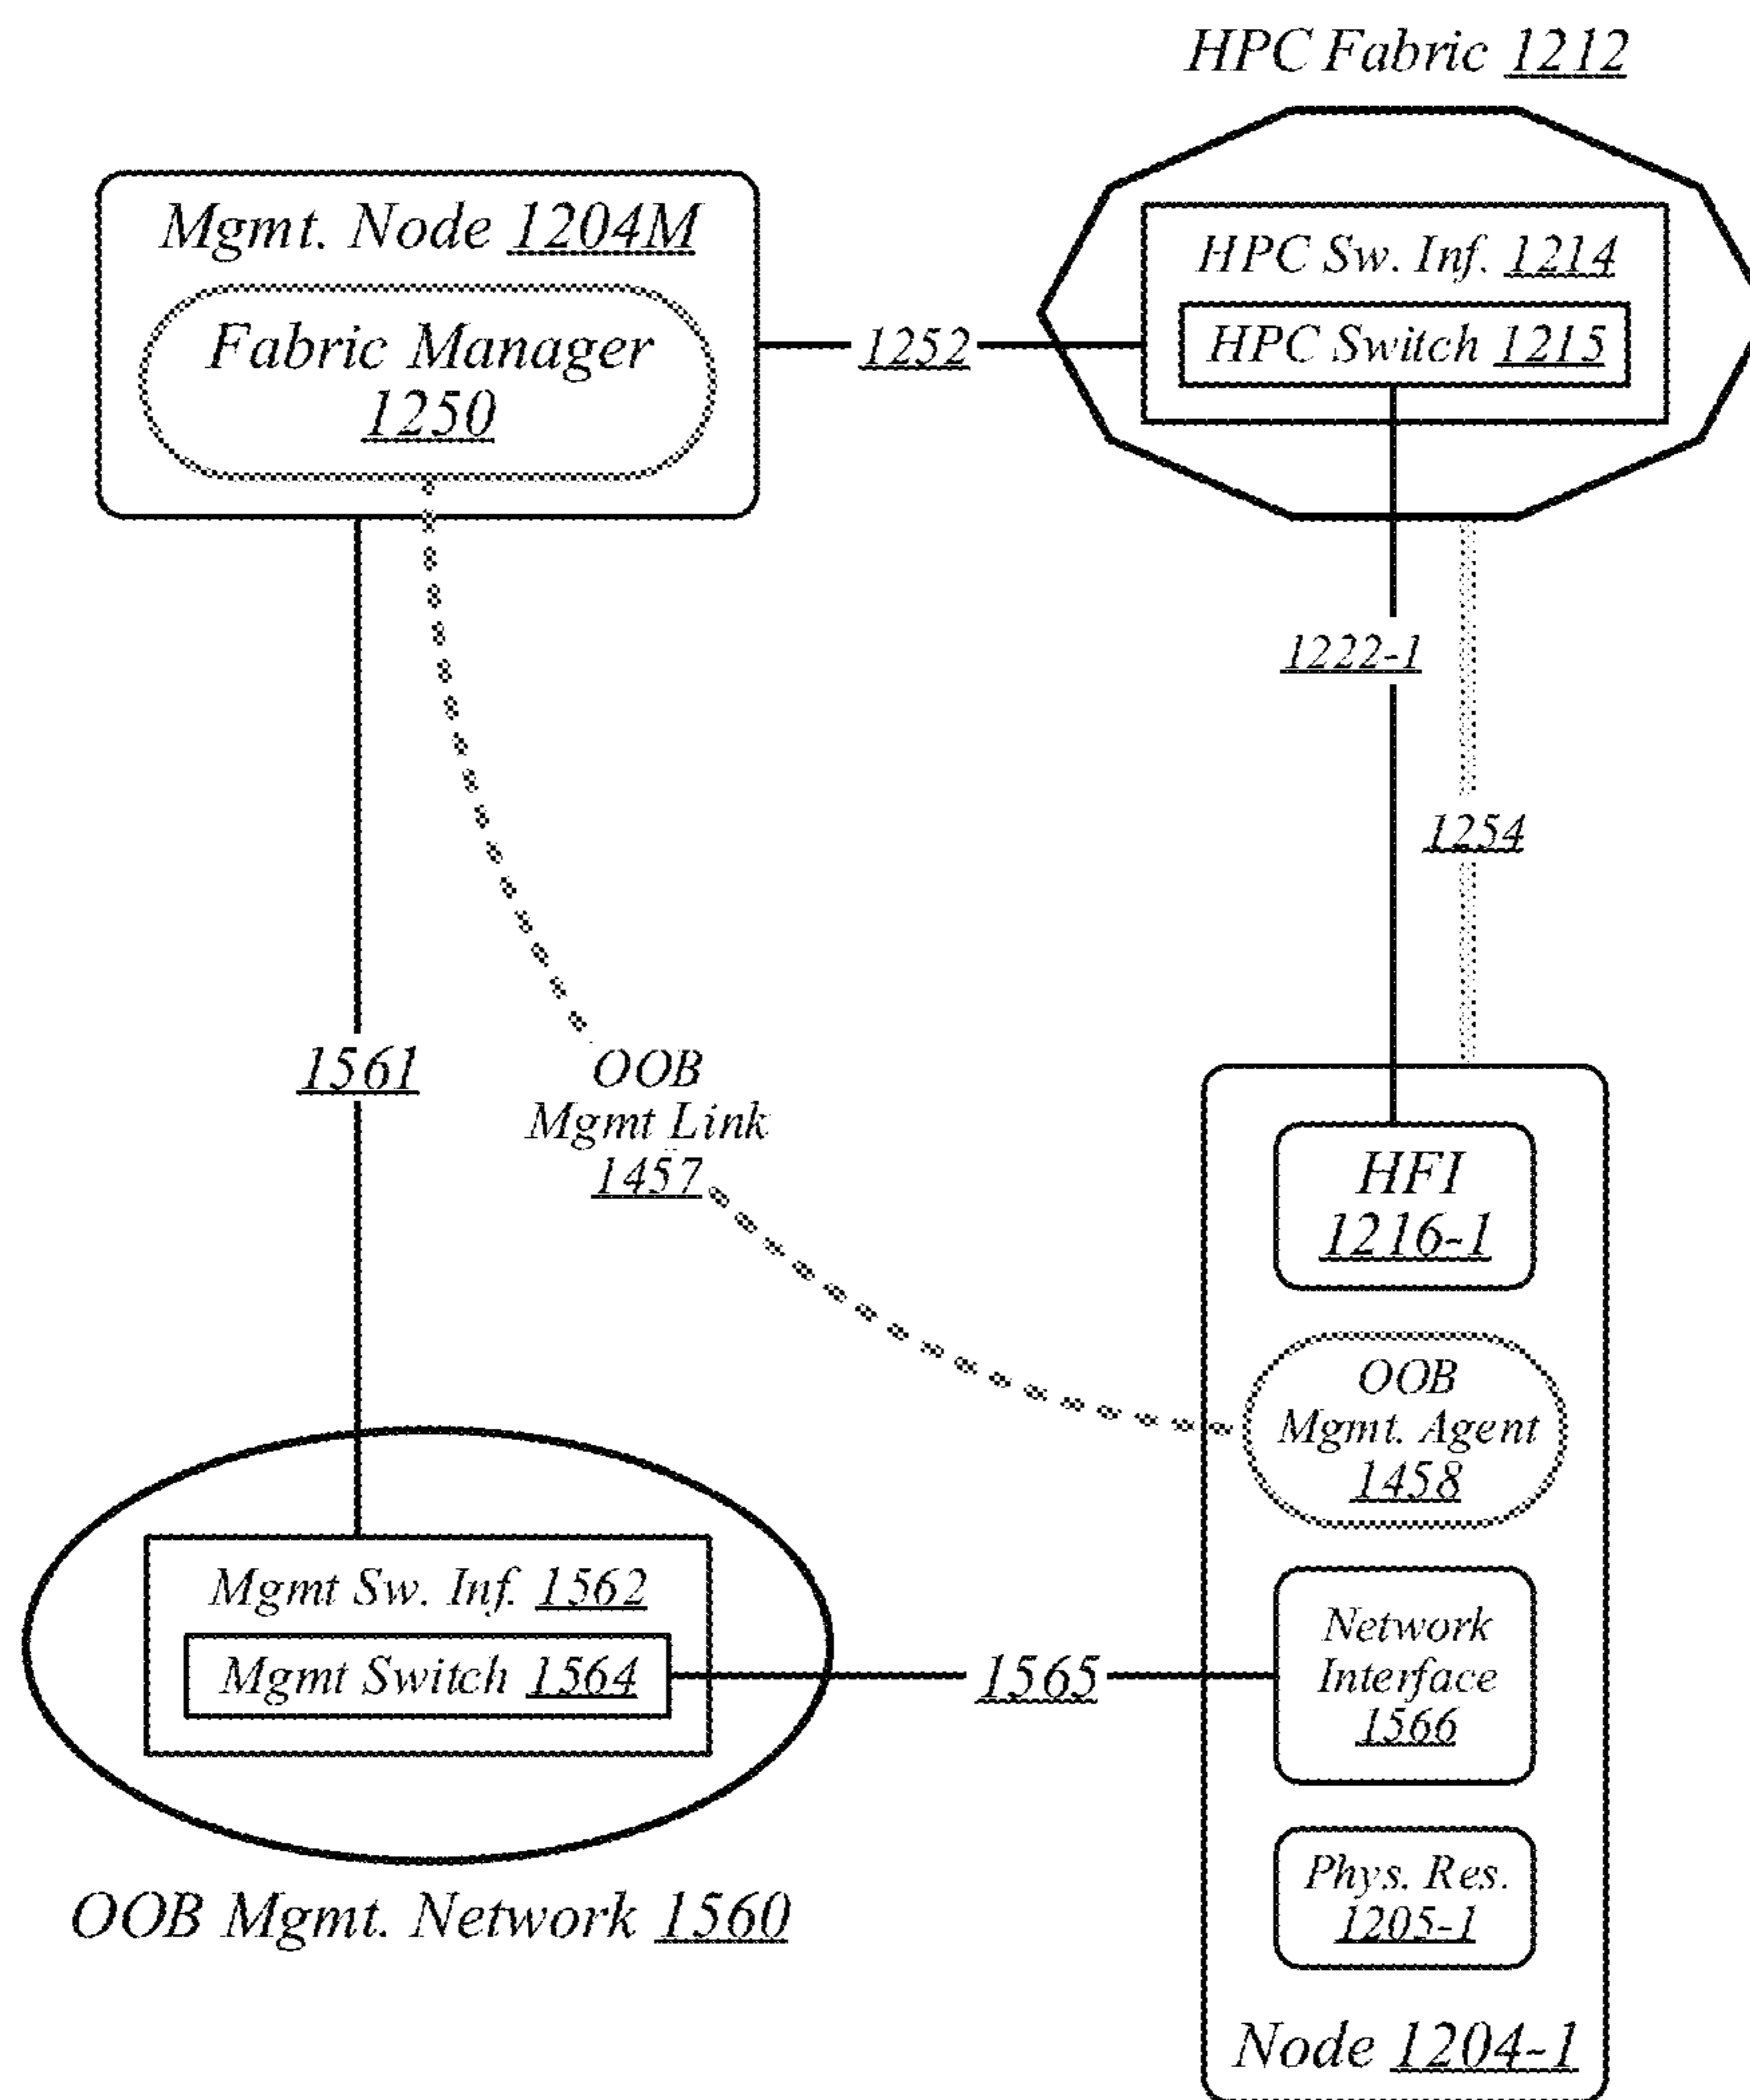 HPC Fabric 1212
Mgmt. Node 1204M
Fabric Manager
1250
1252
HPC Sw. Inf. 1214
HPC Switch 1215
1222-1
1254
1561
OOB
Mgmt Link
1457
HFI
1216-1
OOB
Mgmt. Agent
1458
Mgmt Sw. Inf. 1562
Mgmt Switch 1564
1565
Network
Interface
1566
Phys. Res.
1205-1
OOB Mgmt. Network 1560
Node 1204-1